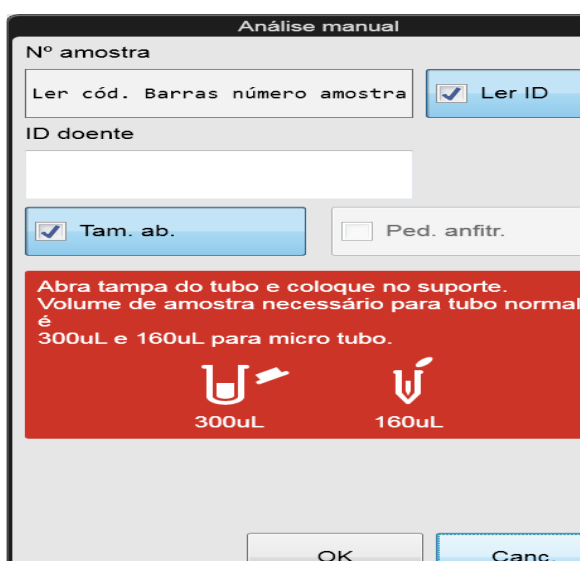 Análise manual
Nº amostra
Ler cód. Barras número amostra
Ler ID
ID doente
Tam. ab.
Ped. anfitr.
Abra tampa do tubo e coloque no suporte.
Volume de amostra necessário para tubo normal
é
300uL e 160uL para micro tubo.
300uL
160uL
OK
Canc.